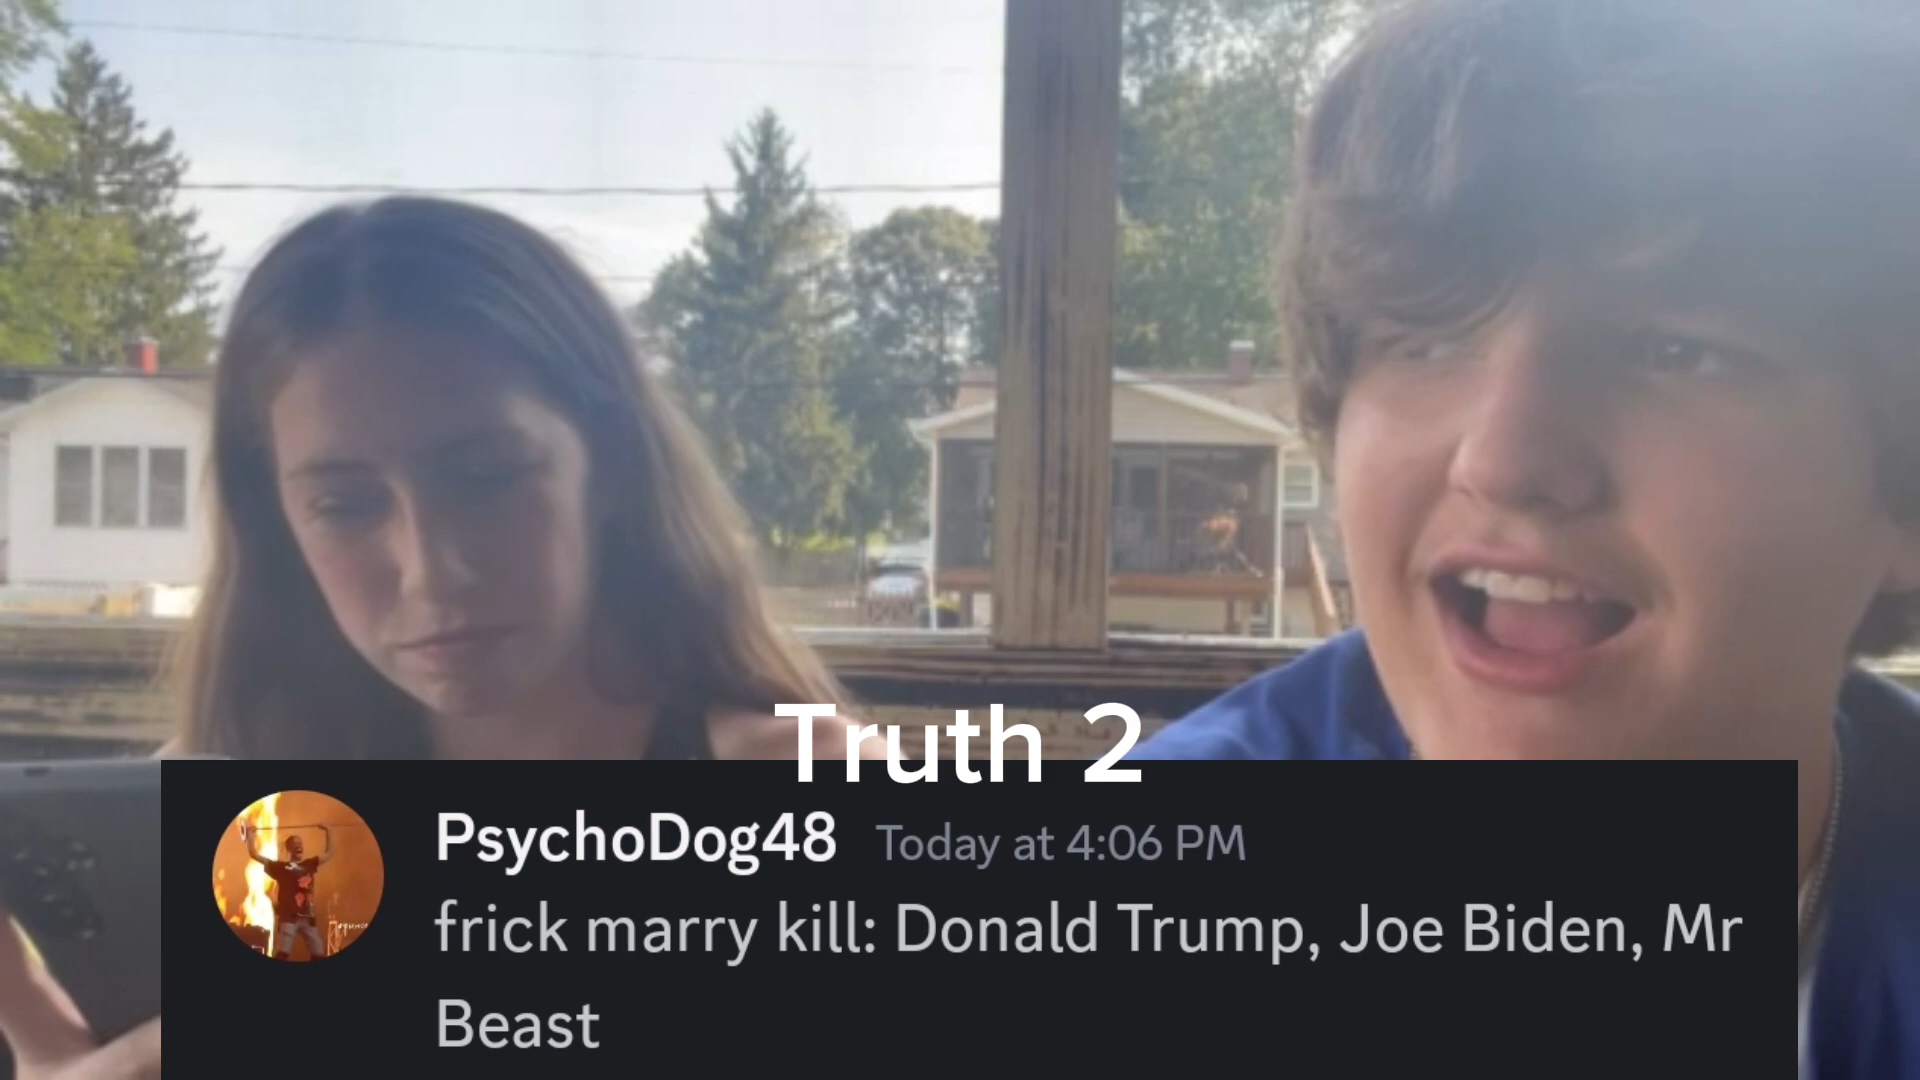 Truth 2
PsychoDog48 Today at 4:06 PM
frick marry kill: Donald Trump, Joe Biden, Mr
Beast